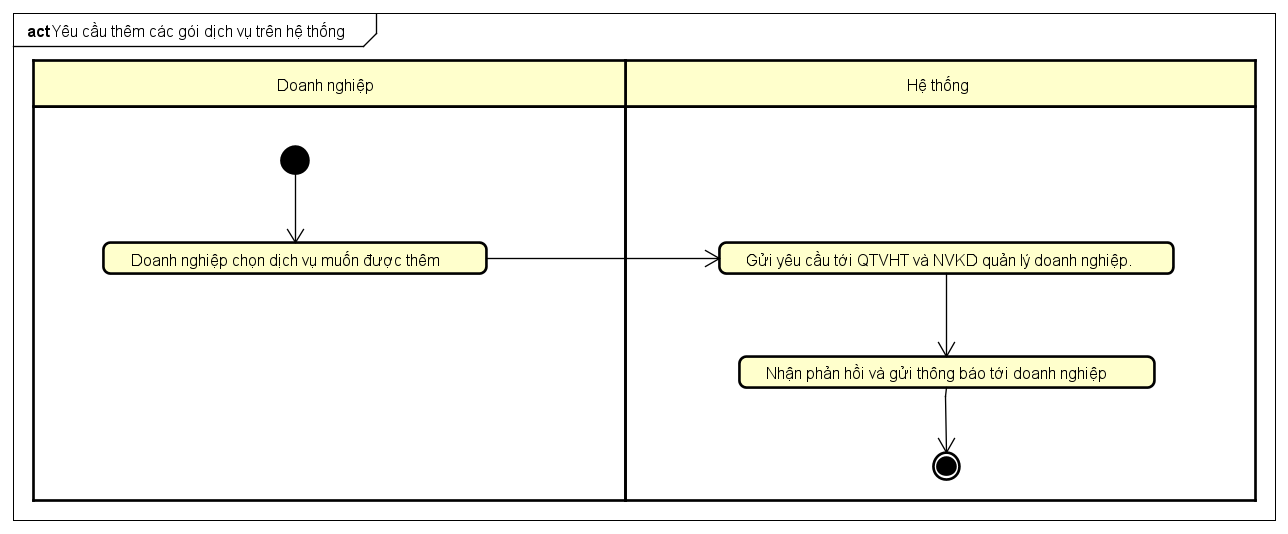 act Yêu cầu thêm các gói dịch vụ trên hệ thống
Doanh nghiệp
Hệ thống
Doanh nghiệp chọn dịch vụ muốn được thêm
Gửi yêu cầu tới QTVHT và NVKD quản lý doanh nghiệp.
Nhận phản hồi và gửi thông báo tới doanh nghiệp